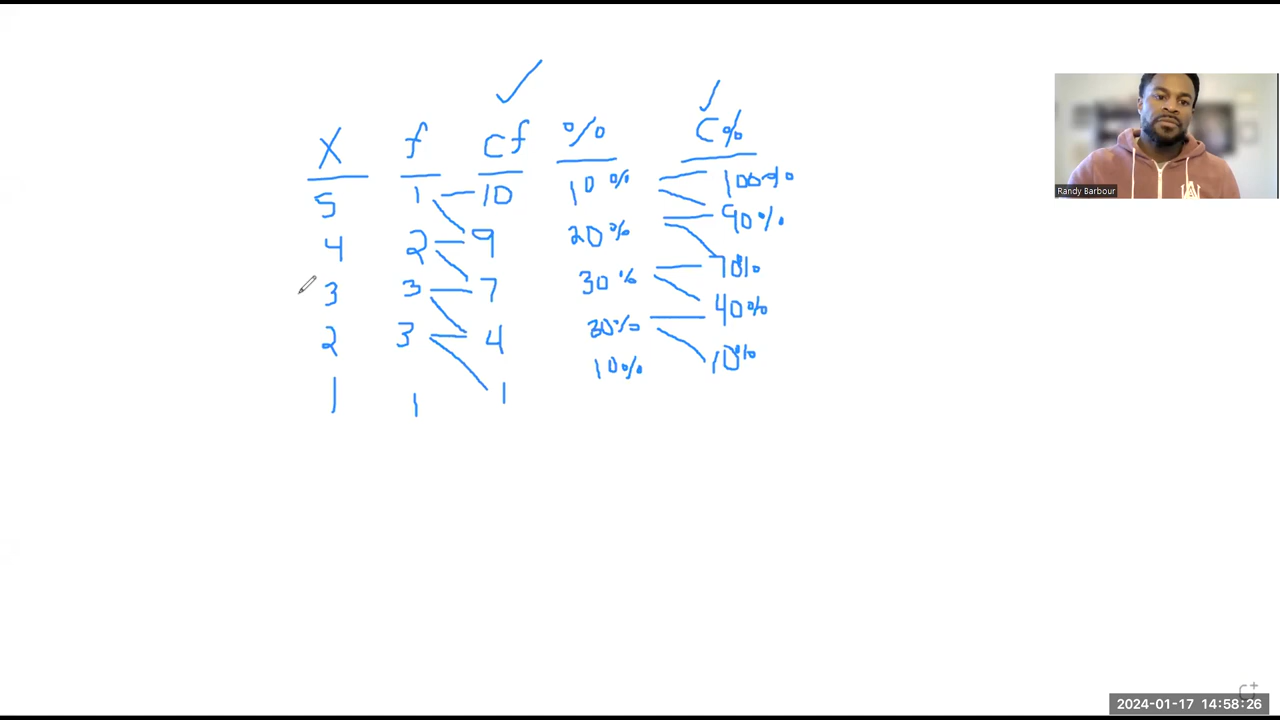 X f cf % c%
5 1 10 10% 100%
4 2 9 20% 90%
3 3 7 30% 70%
2 3 4 30% 40%
1 1 1 10% 10%
Randy Barbour
2024-01-17 14:58:26